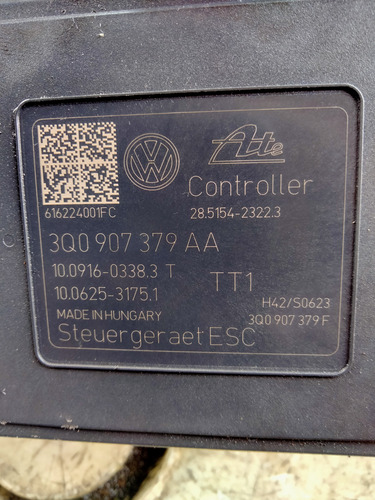 Ate
Controller
616224001FC
28.5154-2322.3
3Q0 907 379 AA
10.0916-0338.3 T
TT1
10.0625-3175.1
H42/S0623
MADE IN HUNGARY
3Q0 907 379 F
Steuergeraet ESC